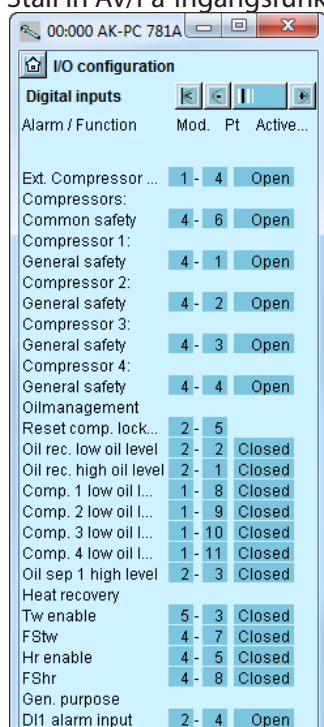 Ställ in Av/På-ingångsfunk
00:000 AK-PC 781A
I/O configuration
Digital inputs
Alarm / Function Mod. Pt Active...
Ext. Compressor ... 1 - 4 Open
Compressors:
Common safety 4 - 6 Open
Compressor 1:
General safety 4 - 1 Open
Compressor 2:
General safety 4 - 2 Open
Compressor 3:
General safety 4 - 3 Open
Compressor 4:
General safety 4 - 4 Open
Oilmanagement
Reset comp. lock... 2 - 5
Oil rec. low oil level 2 - 2 Closed
Oil rec. high oil level 2 - 1 Closed
Comp. 1 low oil l... 1 - 8 Closed
Comp. 2 low oil l... 1 - 9 Closed
Comp. 3 low oil l... 1 - 10 Closed
Comp. 4 low oil l... 1 - 11 Closed
Oil sep 1 high level 2 - 3 Closed
Heat recovery
Tw enable 5 - 3 Closed
FStw 4 - 7 Closed
Hr enable 4 - 5 Closed
FShr 4 - 8 Closed
Gen. purpose
DI1 alarm input 2 - 4 Open